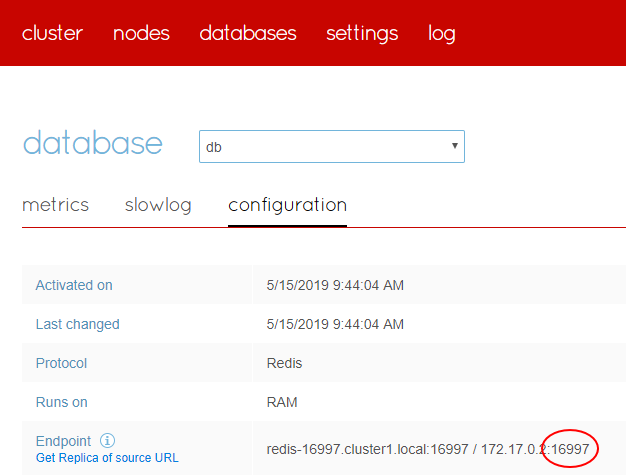 cluster nodes databases settings log
database db
metrics slowlog configuration
Activated on 5/15/2019 9:44:04 AM
Last changed 5/15/2019 9:44:04 AM
Protocol Redis
Runs on RAM
Endpoint redis-16997.cluster1.local:16997 / 172.17.0.2:16997
Get Replica of source URL